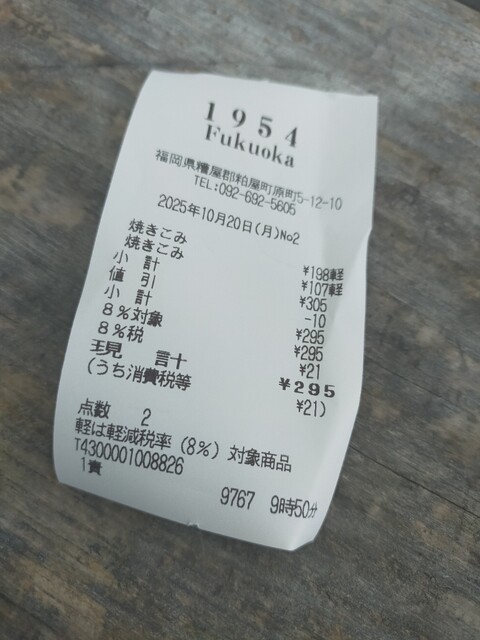 1954
Fukuoka
福岡県糟屋郡粕屋町原町5-12-10
TEL:092-692-5605
2025年10月20日(月)No2
焼きこみ ¥198軽
焼きこみ ¥107軽
小計 ¥305
値引 -10
小計 ¥295
8%対象 ¥295
8%税 ¥21
現計 ¥295
(うち消費税等 ¥21)
点数 2
軽は軽減税率(8%)対象商品
T4300001008826
1責
9767 9時50分